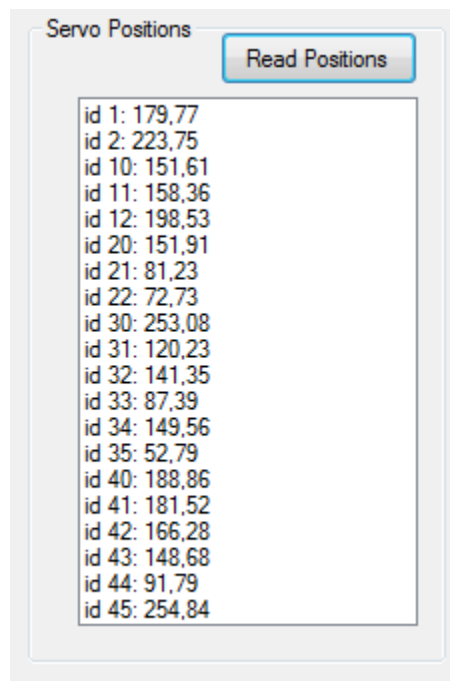 Servo Positions
Read Positions
id 1: 179,77
id 2: 223,75
id 10: 151,61
id 11: 158,36
id 12: 198,53
id 20: 151,91
id 21: 81,23
id 22: 72,73
id 30: 253,08
id 31: 120,23
id 32: 141,35
id 33: 87,39
id 34: 149,56
id 35: 52,79
id 40: 188,86
id 41: 181,52
id 42: 166,28
id 43: 148,68
id 44: 91,79
id 45: 254,84